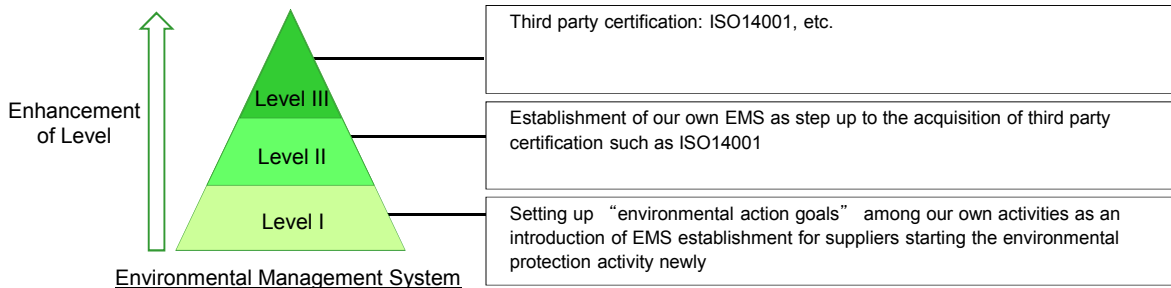 Third party certification: ISO14001, etc.
Level III
Enhancement
of Level
Establishment of our own EMS as step up to the acquisition of third party
certification such as ISO14001
Level II
Level I
Setting up “environmental action goals” among our own activities as an
introduction of EMS establishment for suppliers starting the environmental
protection activity newly
Environmental Management System